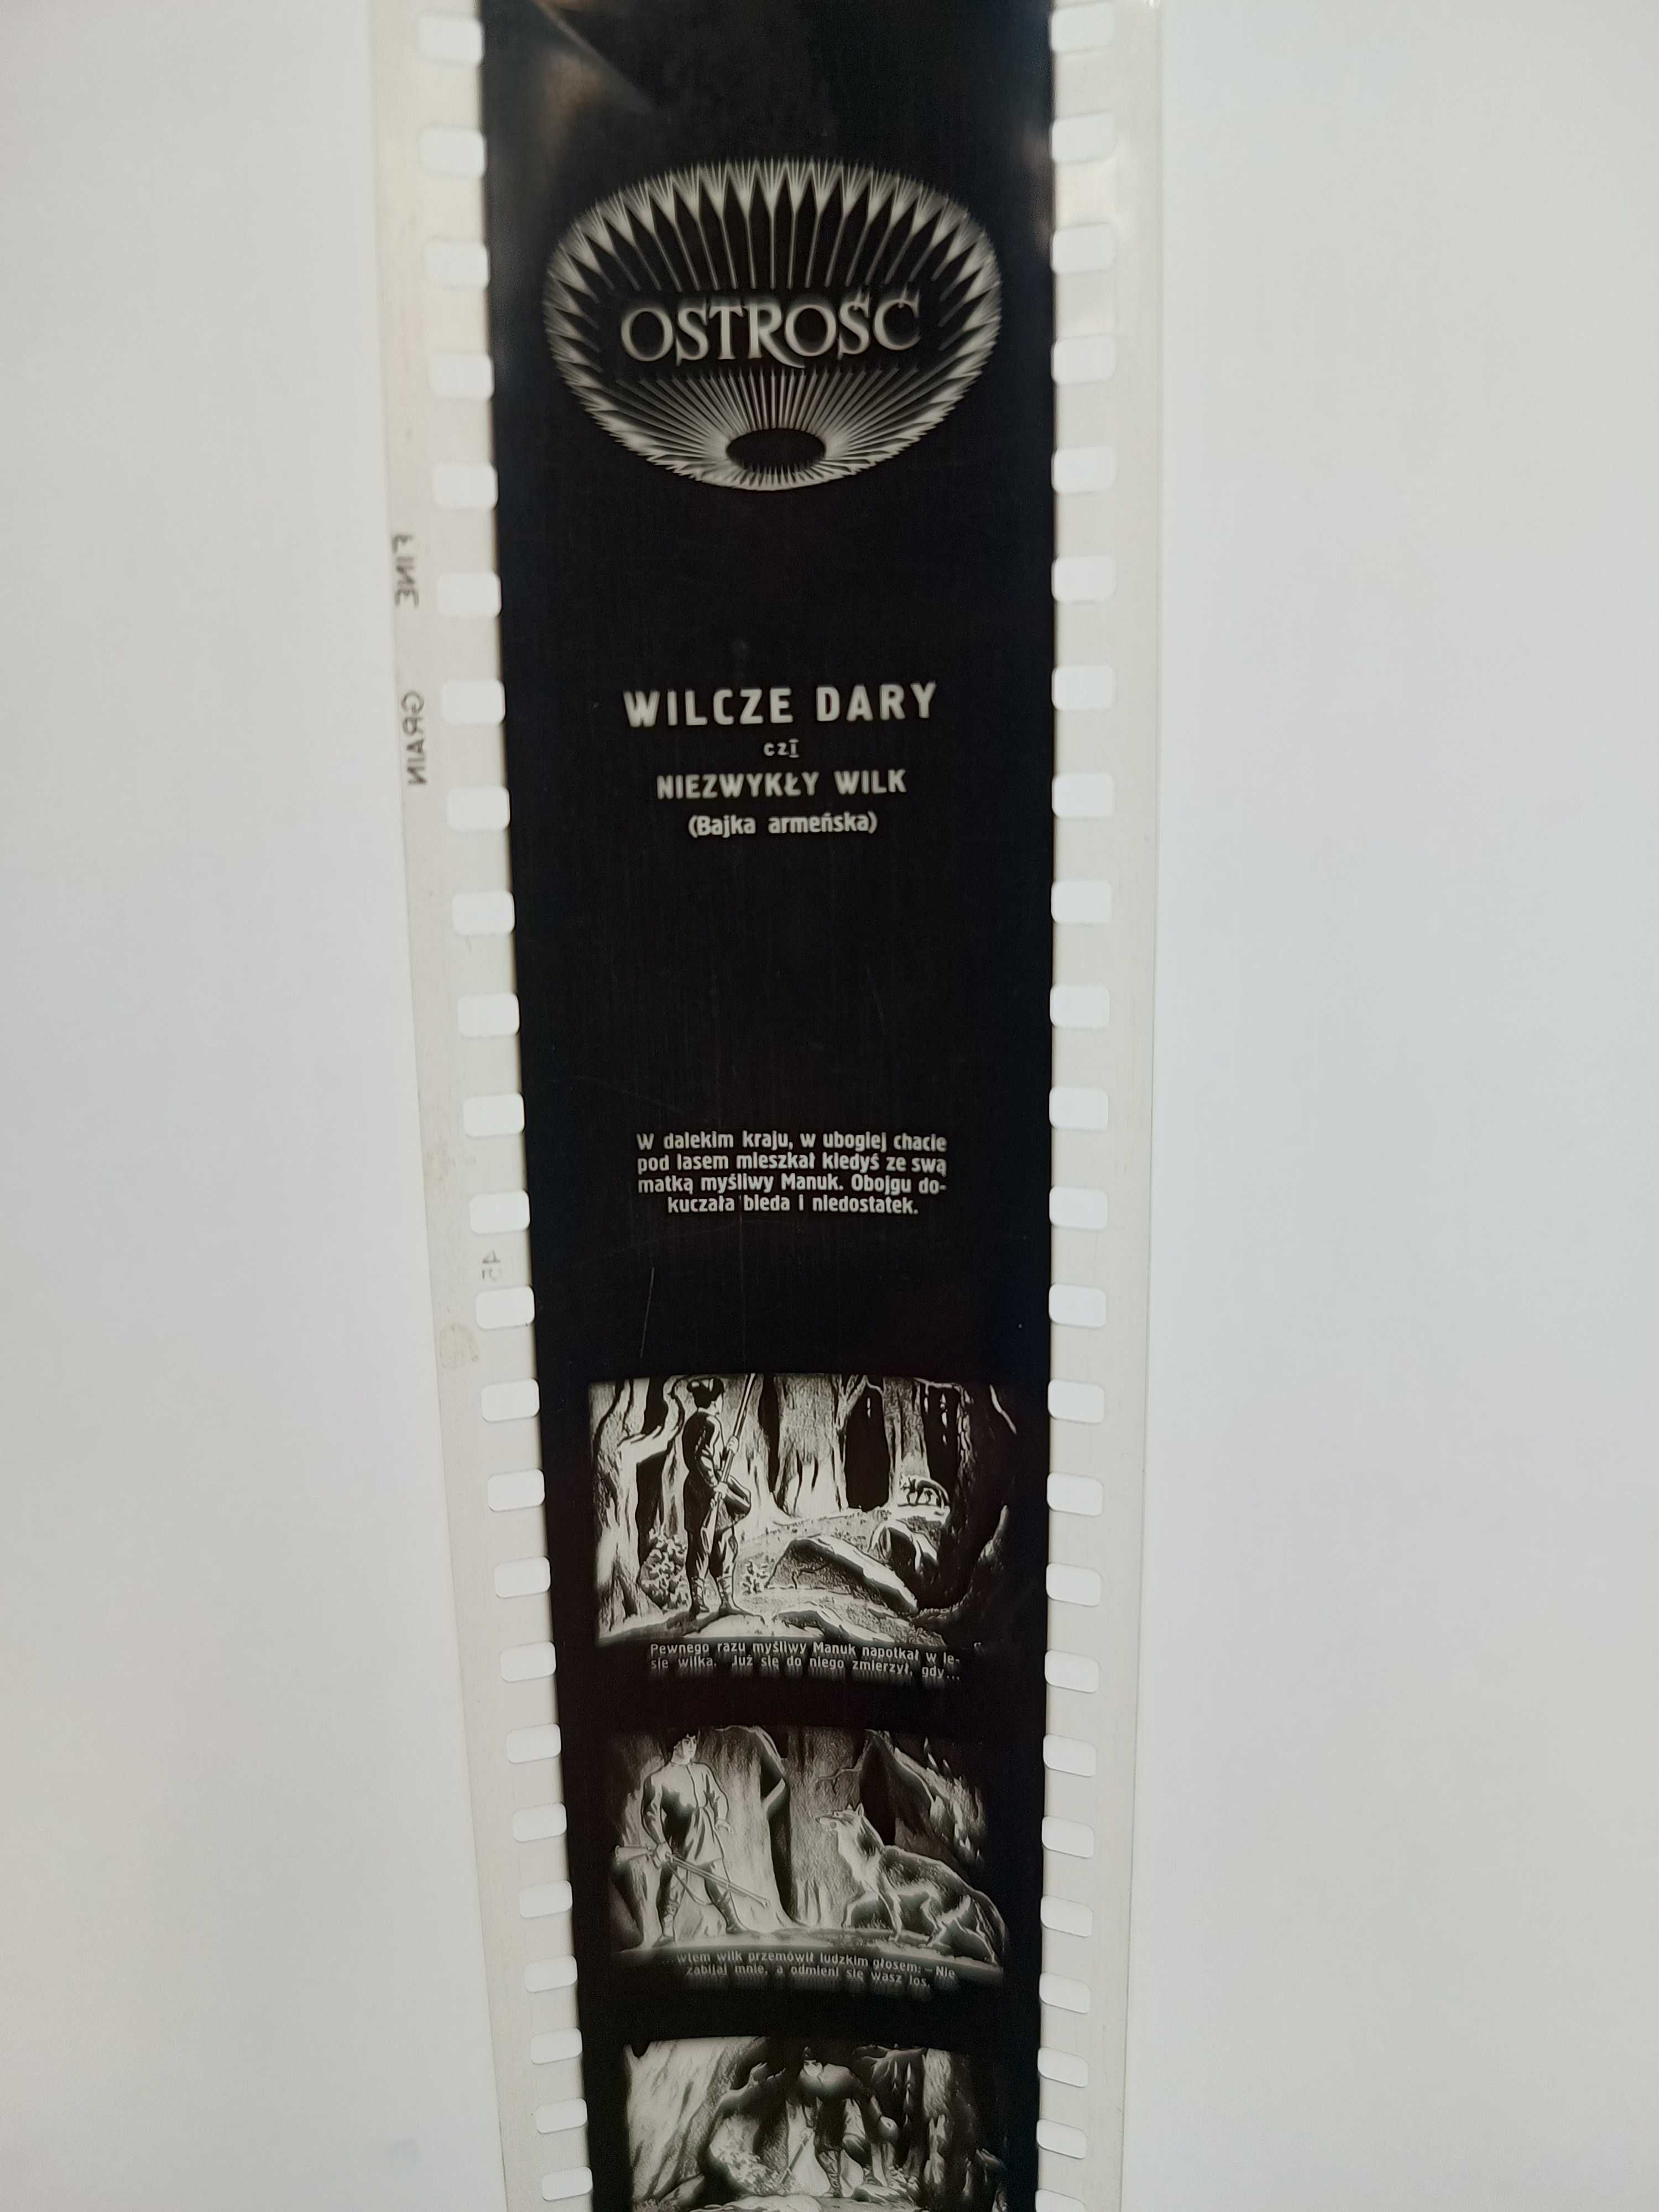 OSTROŚĆ
WILCZE DARY
czī
NIEZWYKŁY WILK
(Bajka armeńska)
W dalekim kraju, w ubogiej chacie
pod lasem mieszkał kiedyś ze swą
matką myśliwy Manuk. Obojgu do-
kuczała bieda i niedostatek.
Pewnego razu myśliwy Manuk napotkał w le-
sie wilka. Już się do niego zmierzył, gdy...
...wtem wilk przemówił ludzkim głosem: – Nie
zabijaj mnie, a odmieni się wasz los.
FINE GRAIN